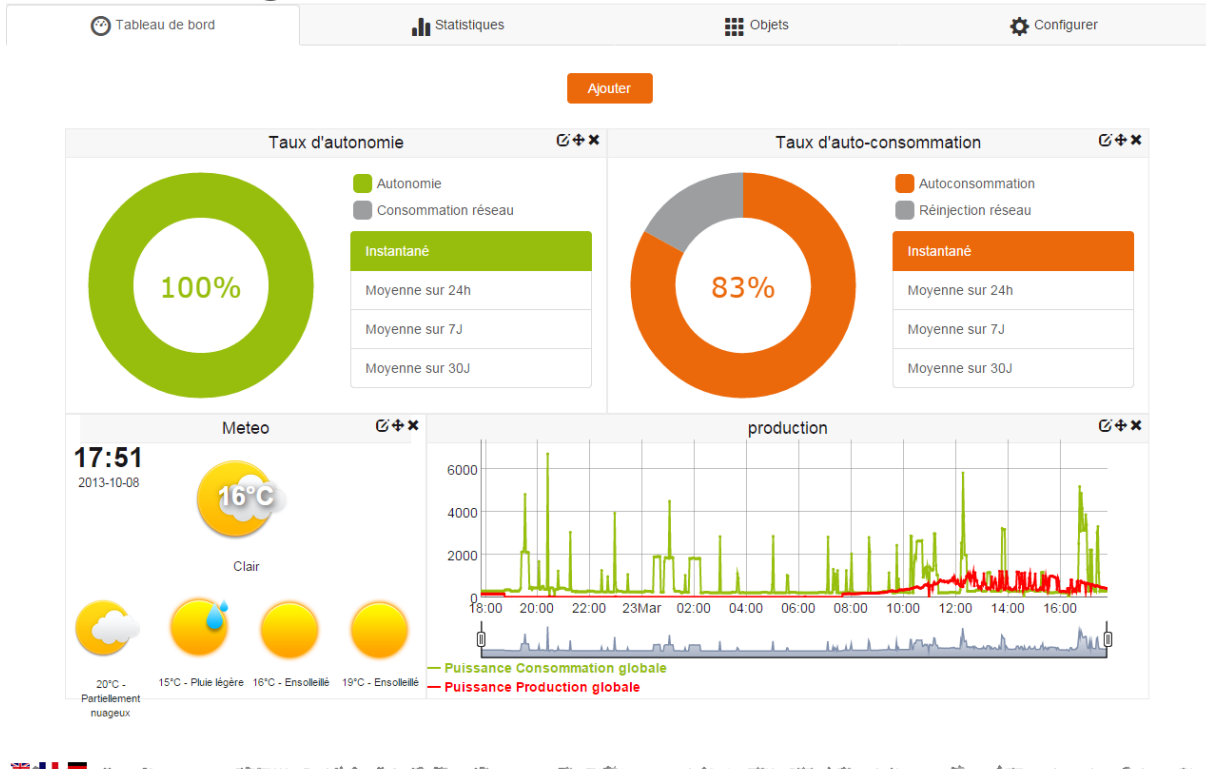 Tableau de bord
Statistiques
Objets
Configurer
Ajouter
Taux d'autonomie
Autonomie
Consommation réseau
100%
Instantané
Moyenne sur 24h
Moyenne sur 7J
Moyenne sur 30J
Taux d'auto-consommation
Autoconsommation
Réinjection réseau
83%
Instantané
Moyenne sur 24h
Moyenne sur 7J
Moyenne sur 30J
Meteo
17:51
2013-10-08
16°C
Clair
20°C - Partiellement nuageux
15°C - Pluie légère
16°C - Ensolleillé
19°C - Ensolleillé
production
6000
4000
2000
0
18:00 20:00 22:00 23Mar 02:00 04:00 06:00 08:00 10:00 12:00 14:00 16:00
Puissance Consommation globale
Puissance Production globale